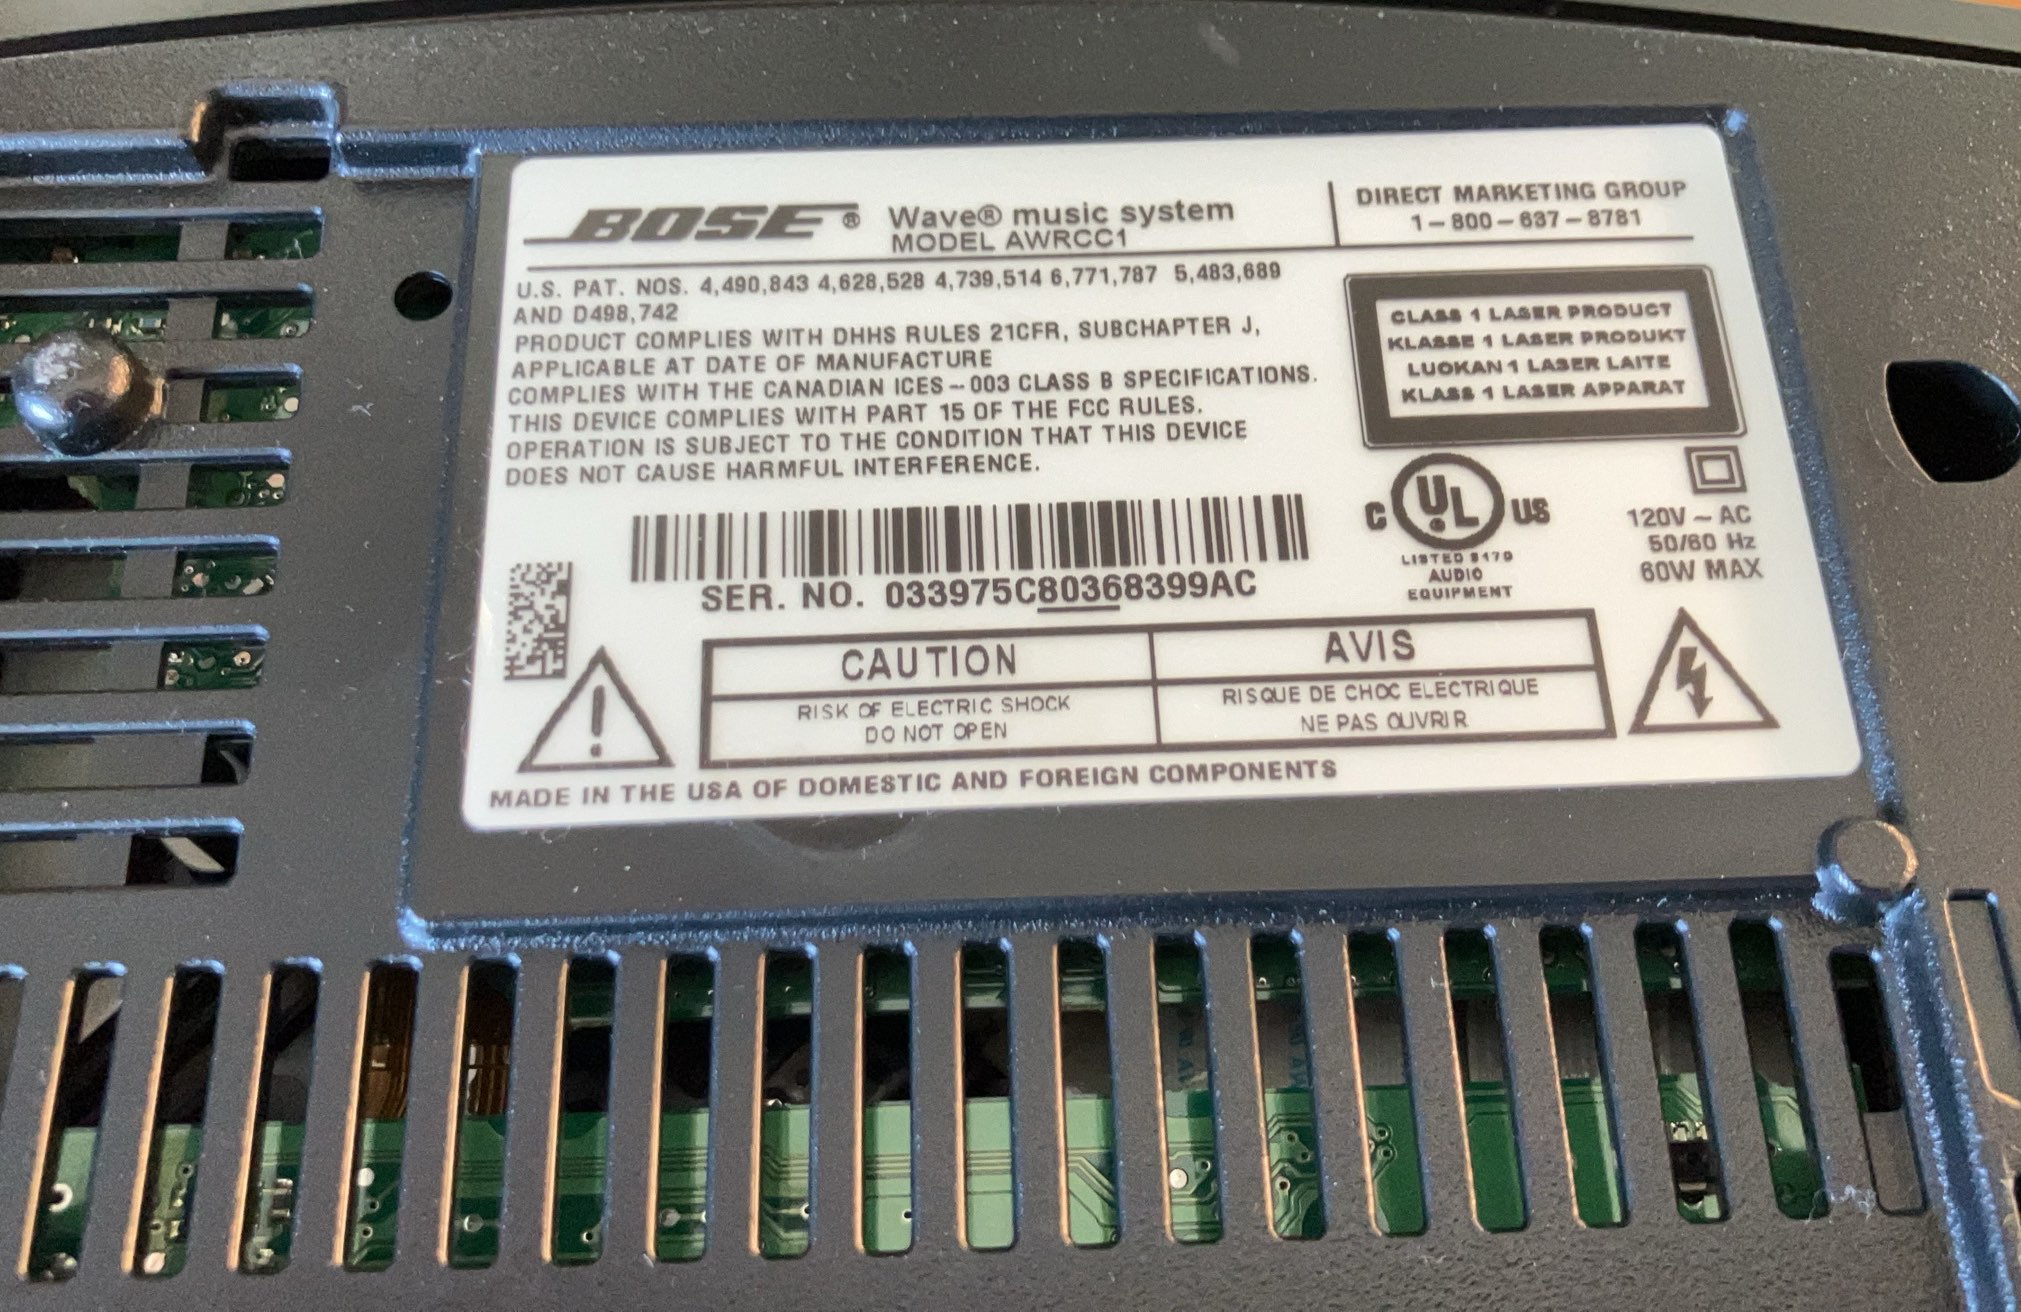 BOSE® Wave® music system
MODEL AWRCC1
DIRECT MARKETING GROUP
1-800-637-8781
U.S. PAT. NOS. 4,490,843 4,628,528 4,739,514 6,771,787 5,483,689
AND D498,742
PRODUCT COMPLIES WITH DHHS RULES 21CFR, SUBCHAPTER J,
APPLICABLE AT DATE OF MANUFACTURE
COMPLIES WITH THE CANADIAN ICES-003 CLASS B SPECIFICATIONS.
THIS DEVICE COMPLIES WITH PART 15 OF THE FCC RULES.
OPERATION IS SUBJECT TO THE CONDITION THAT THIS DEVICE
DOES NOT CAUSE HARMFUL INTERFERENCE.
CLASS 1 LASER PRODUCT
KLASSE 1 LASER PRODUKT
LUOKAN 1 LASER LAITE
KLASS 1 LASER APPARAT
C UL US
LISTED 8179
AUDIO
EQUIPMENT
120V ~ AC
50/60 Hz
60W MAX
SER. NO. 033975C80368399AC
CAUTION
RISK OF ELECTRIC SHOCK
DO NOT OPEN
AVIS
RISQUE DE CHOC ELECTRIQUE
NE PAS OUVRIR
MADE IN THE USA OF DOMESTIC AND FOREIGN COMPONENTS